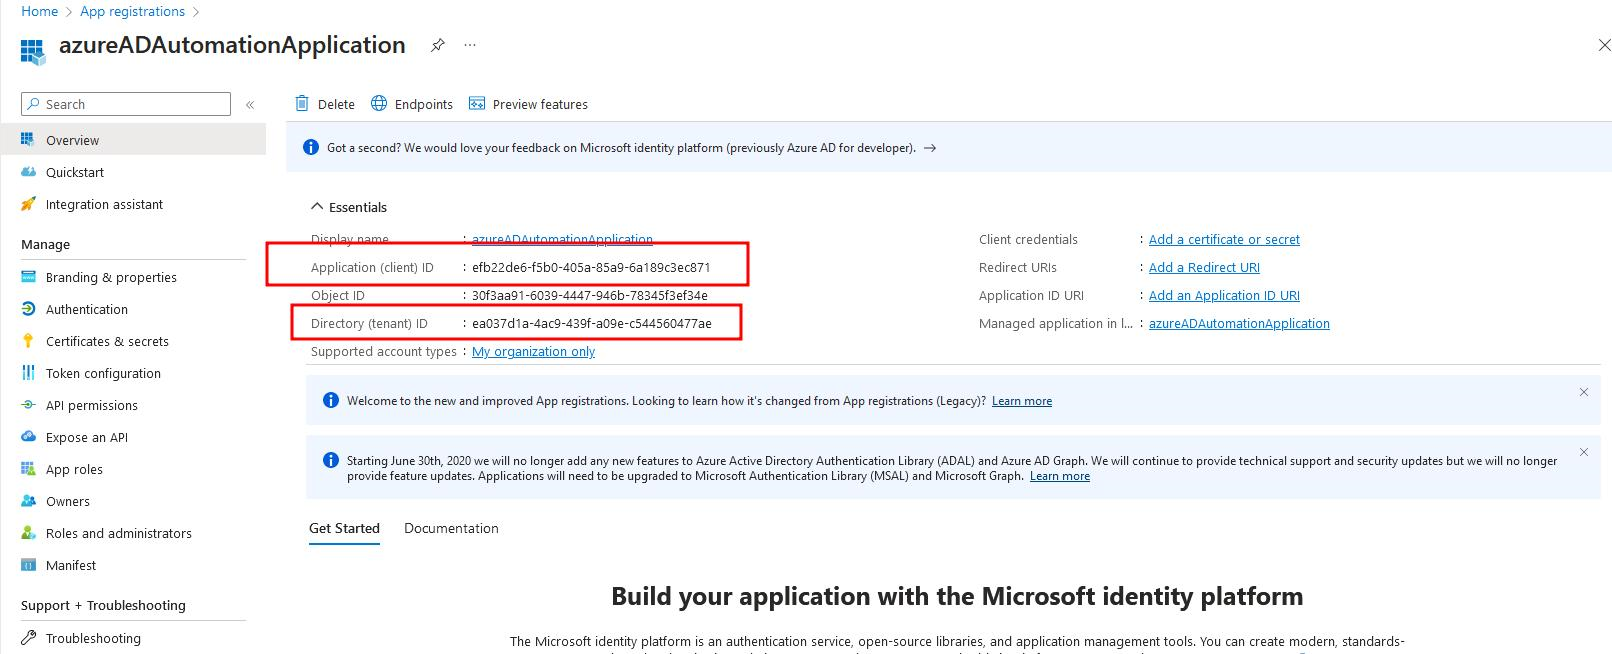 Home > App registrations >
azureADAutomationApplication ...
Search «
Delete Endpoints Preview features
Overview
Got a second? We would love your feedback on Microsoft identity platform (previously Azure AD for developer). →
Quickstart
Integration assistant
Manage
Branding & properties
Authentication
Certificates & secrets
Token configuration
API permissions
Expose an API
App roles
Owners
Roles and administrators
Manifest
Support + Troubleshooting
Troubleshooting
Essentials
Display name : azureADAutomationApplication
Application (client) ID : efb22de6-f5b0-405a-85a9-6a189c3ec871
Object ID : 30f3aa91-6039-4447-946b-78345f3ef34e
Directory (tenant) ID : ea037d1a-4ac9-439f-a09e-c544560477ae
Supported account types : My organization only
Client credentials : Add a certificate or secret
Redirect URIs : Add a Redirect URI
Application ID URI : Add an Application ID URI
Managed application in l... : azureADAutomationApplication
Welcome to the new and improved App registrations. Looking to learn how it's changed from App registrations (Legacy)? Learn more
Starting June 30th, 2020 we will no longer add any new features to Azure Active Directory Authentication Library (ADAL) and Azure AD Graph. We will continue to provide technical support and security updates but we will no longer
provide feature updates. Applications will need to be upgraded to Microsoft Authentication Library (MSAL) and Microsoft Graph. Learn more
Get Started Documentation
Build your application with the Microsoft identity platform
The Microsoft identity platform is an authentication service, open-source libraries, and application management tools. You can create modern, standards-